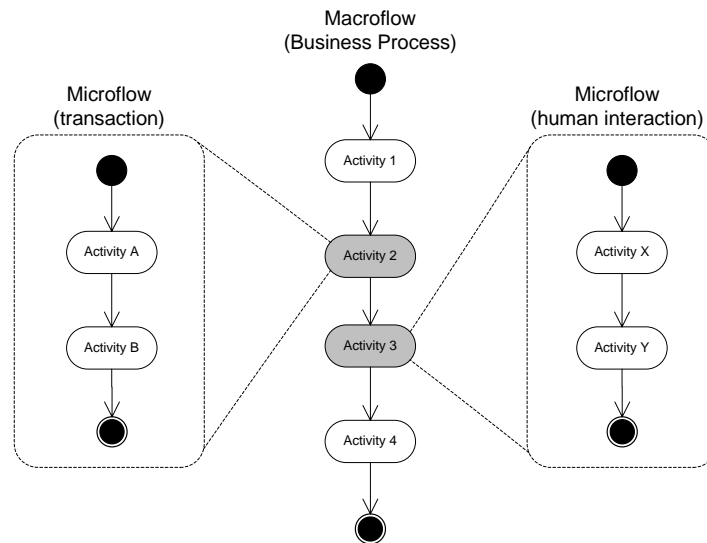 Macroflow
(Business Process)
Microflow
(transaction)
Microflow
(human interaction)
Activity 1
Activity A
Activity 2
Activity X
Activity B
Activity 3
Activity Y
Activity 4